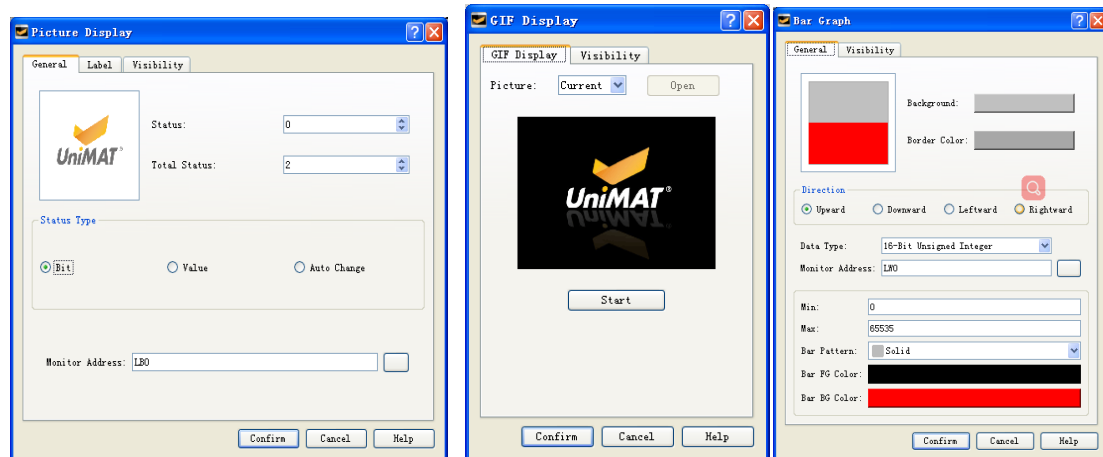 Picture Display
General Label Visibility
UniMAT®
Status: 0
Total Status: 2
Status Type
Bit Value Auto Change
Monitor Address: LB0
Confirm Cancel Help
GIF Display
GIF Display Visibility
Picture: Current Open
UniMAT®
Start
Confirm Cancel Help
Bar Graph
General Visibility
Background:
Border Color:
Direction
Upward Downward Leftward Rightward
Data Type: 16-Bit Unsigned Integer
Monitor Address: LW0
Min: 0
Max: 65535
Bar Pattern: Solid
Bar FG Color:
Bar BG Color:
Confirm Cancel Help